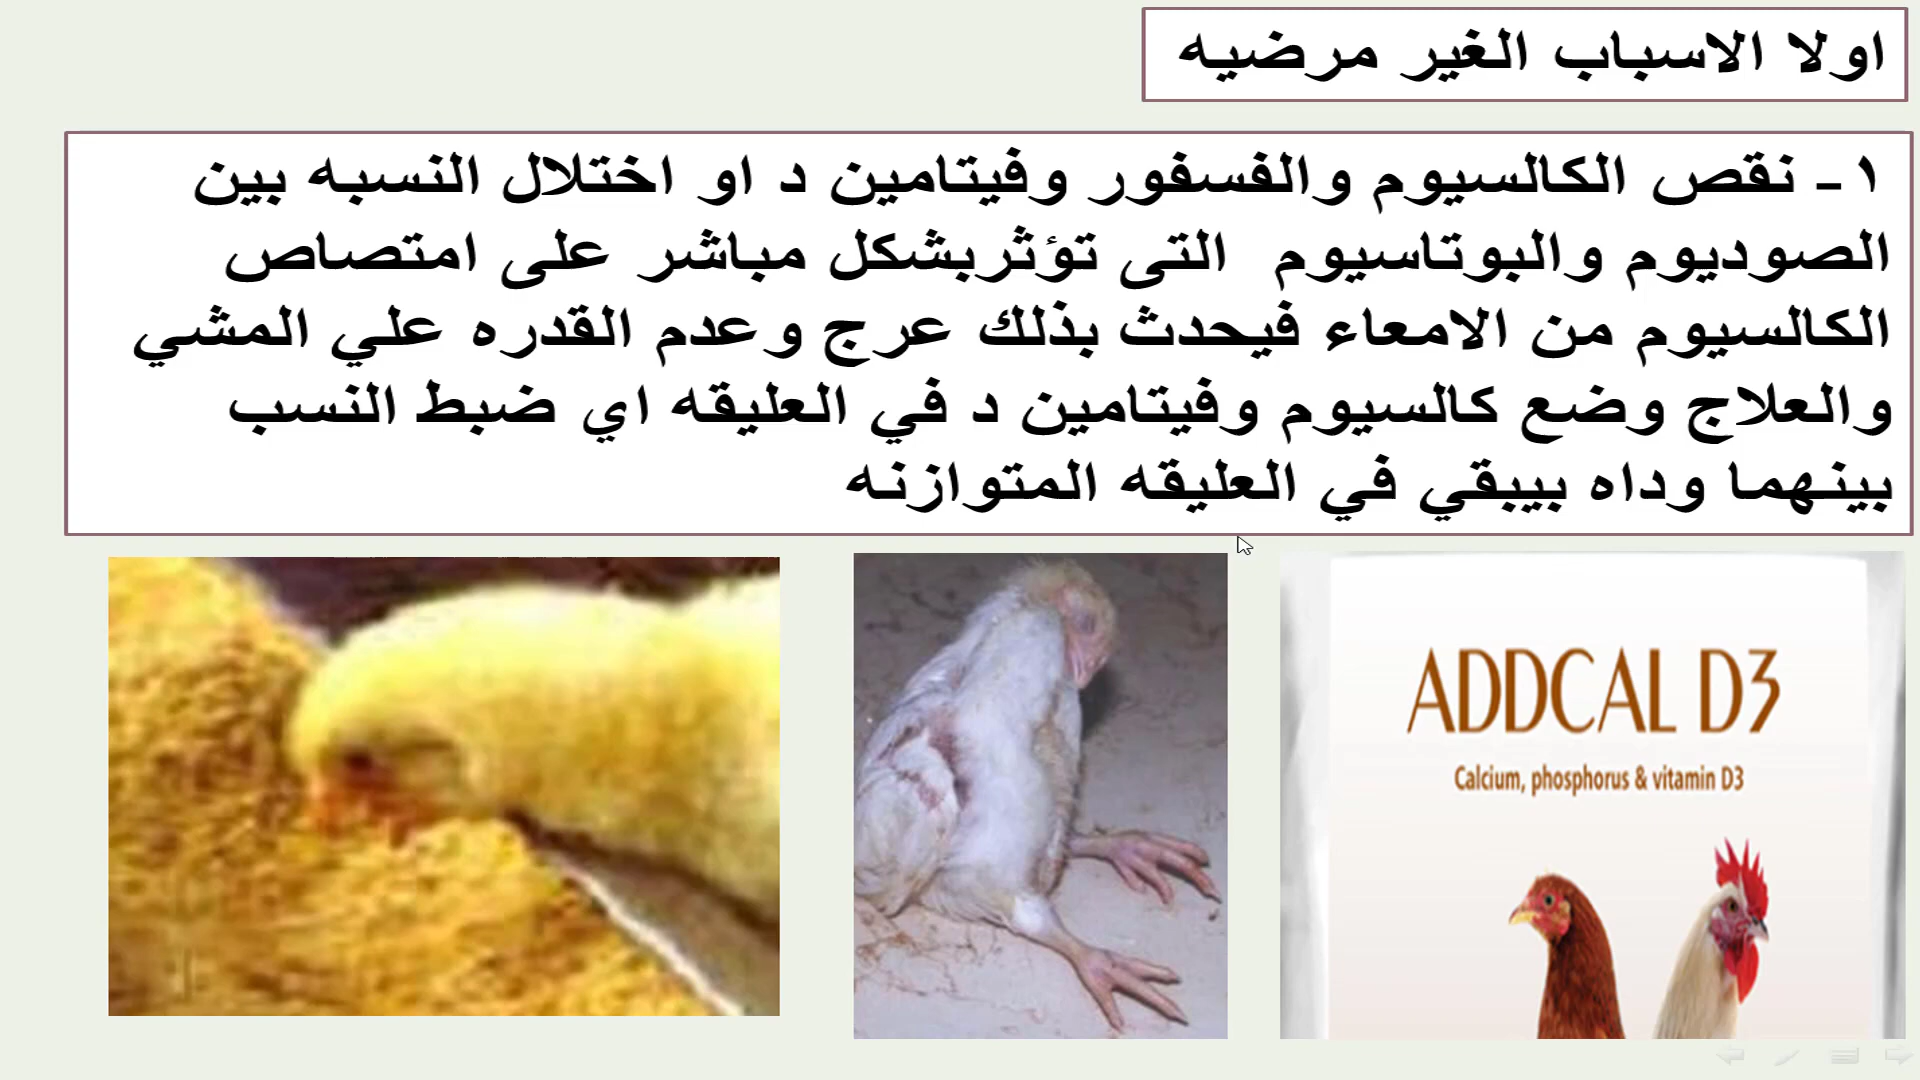 اولا الاسباب الغير مرضيه
١ - نقص الكالسيوم والفسفور وفيتامين د او اختلال النسبه بين
الصوديوم والبوتاسيوم التى تؤثربشكل مباشر على امتصاص
الكالسيوم من الامعاء فيحدث بذلك عرج وعدم القدره علي المشي
والعلاج وضع كالسيوم وفيتامين د في العليقه اي ضبط النسب
بينهما وداه بيبقي في العليقه المتوازنه
ADDCAL D3
Calcium, phosphorus & vitamin D3